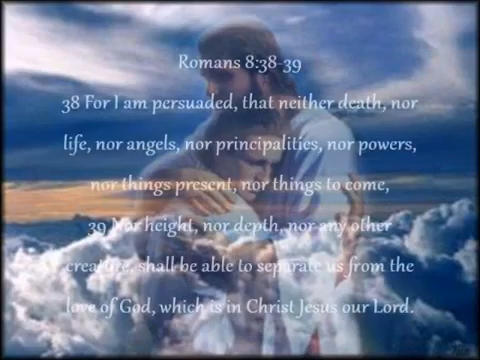 Romans 8:38-39
38 For I am persuaded, that neither death, nor
life, nor angels, nor principalities, nor powers,
nor things present, nor things to come,
39 Nor height, nor depth, nor any other
creature, shall be able to separate us from the
love of God, which is in Christ Jesus our Lord.